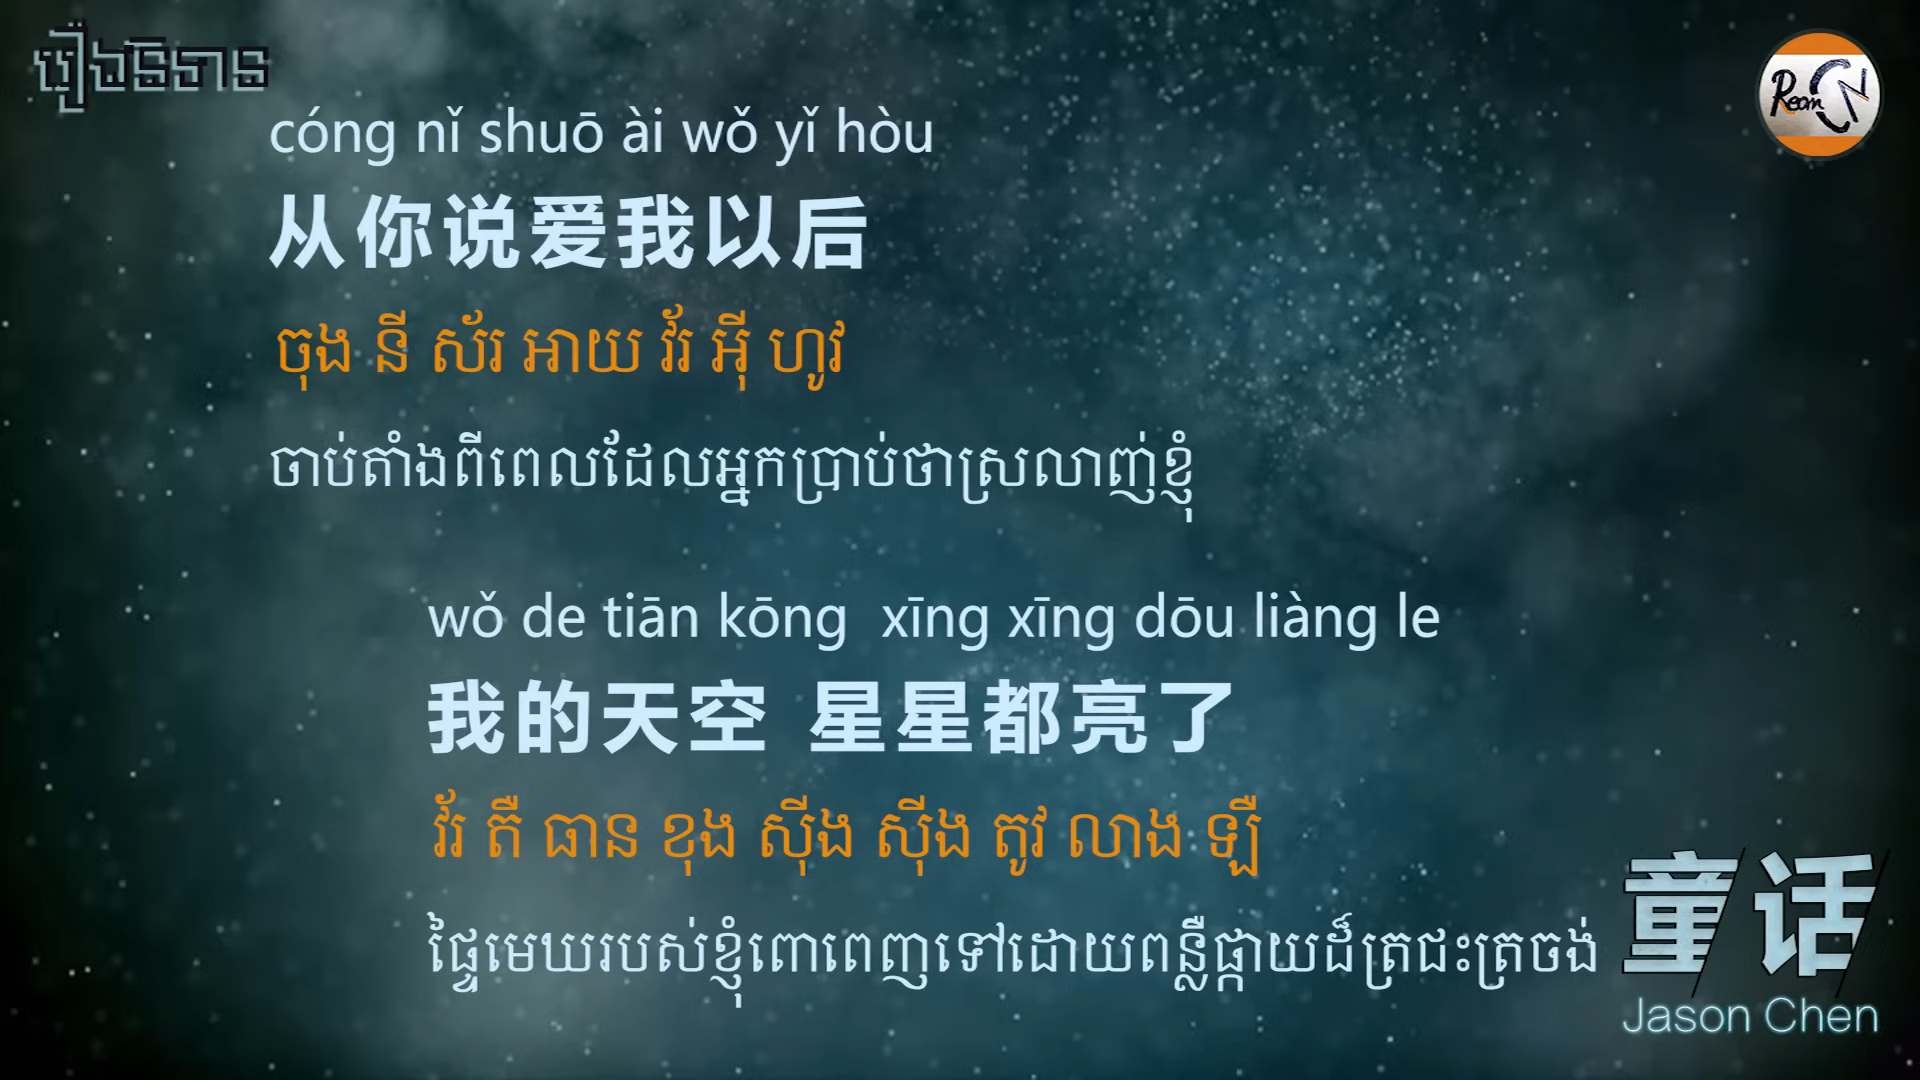 រឿងនិទាន
Ream CN
cóng nǐ shuō ài wǒ yǐ hòu
从你说爱我以后
ចុង នី ស័រ អាយ វ័រ អ៊ី ហូវ
ចាប់តាំងពីពេលដែលអ្នកប្រាប់ថាស្រលាញ់ខ្ញុំ
wǒ de tiān kōng xīng xīng dōu liàng le
我的天空 星星都亮了
វ័រ តឺ ធាន ខុង ស៊ីង ស៊ីង តូវ លាង ឡឺ
ផ្ទៃមេឃរបស់ខ្ញុំពោពេញទៅដោយពន្លឺផ្កាយដ៏ត្រជះត្រចង់
童话
Jason Chen